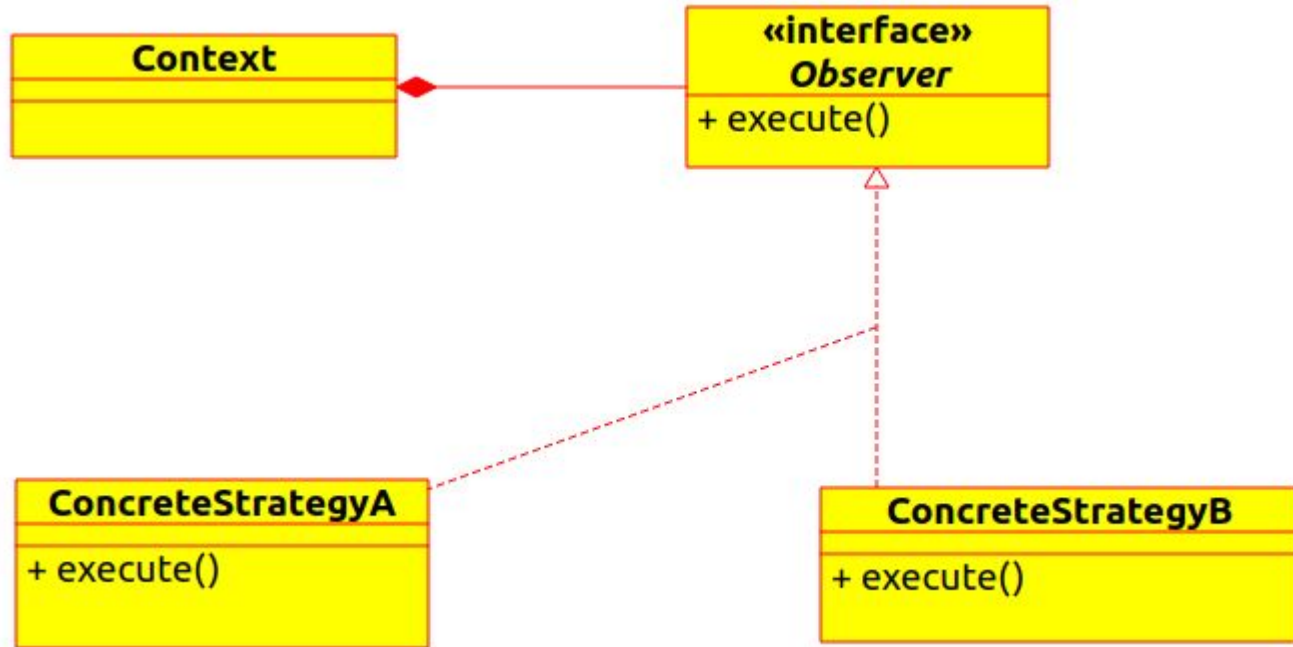 Context
«interface»
Observer
+ execute()
ConcreteStrategyA
+ execute()
ConcreteStrategyB
+ execute()